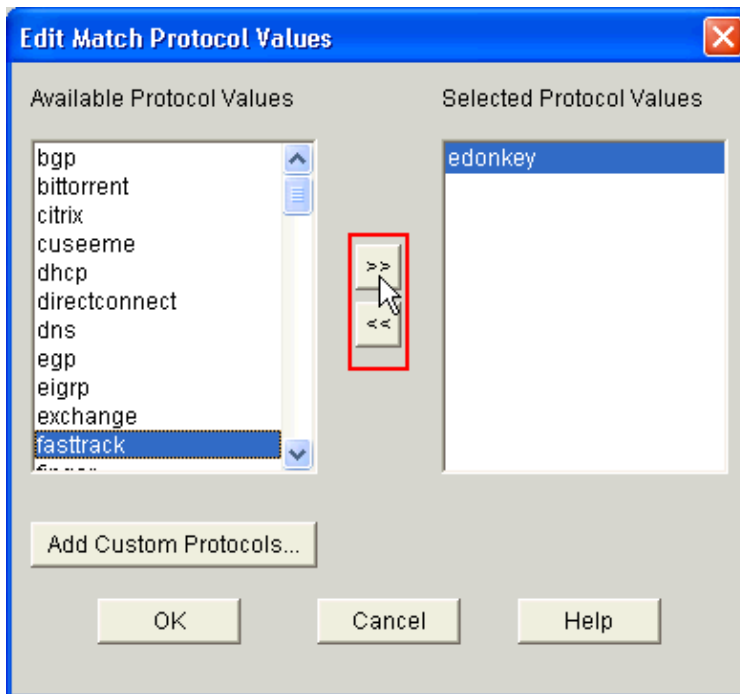 Edit Match Protocol Values
Available Protocol Values
Selected Protocol Values
bgp
bittorrent
citrix
cuseeme
dhcp
directconnect
dns
egp
eigrp
exchange
fasttrack
>>
<<
edonkey
Add Custom Protocols...
OK
Cancel
Help